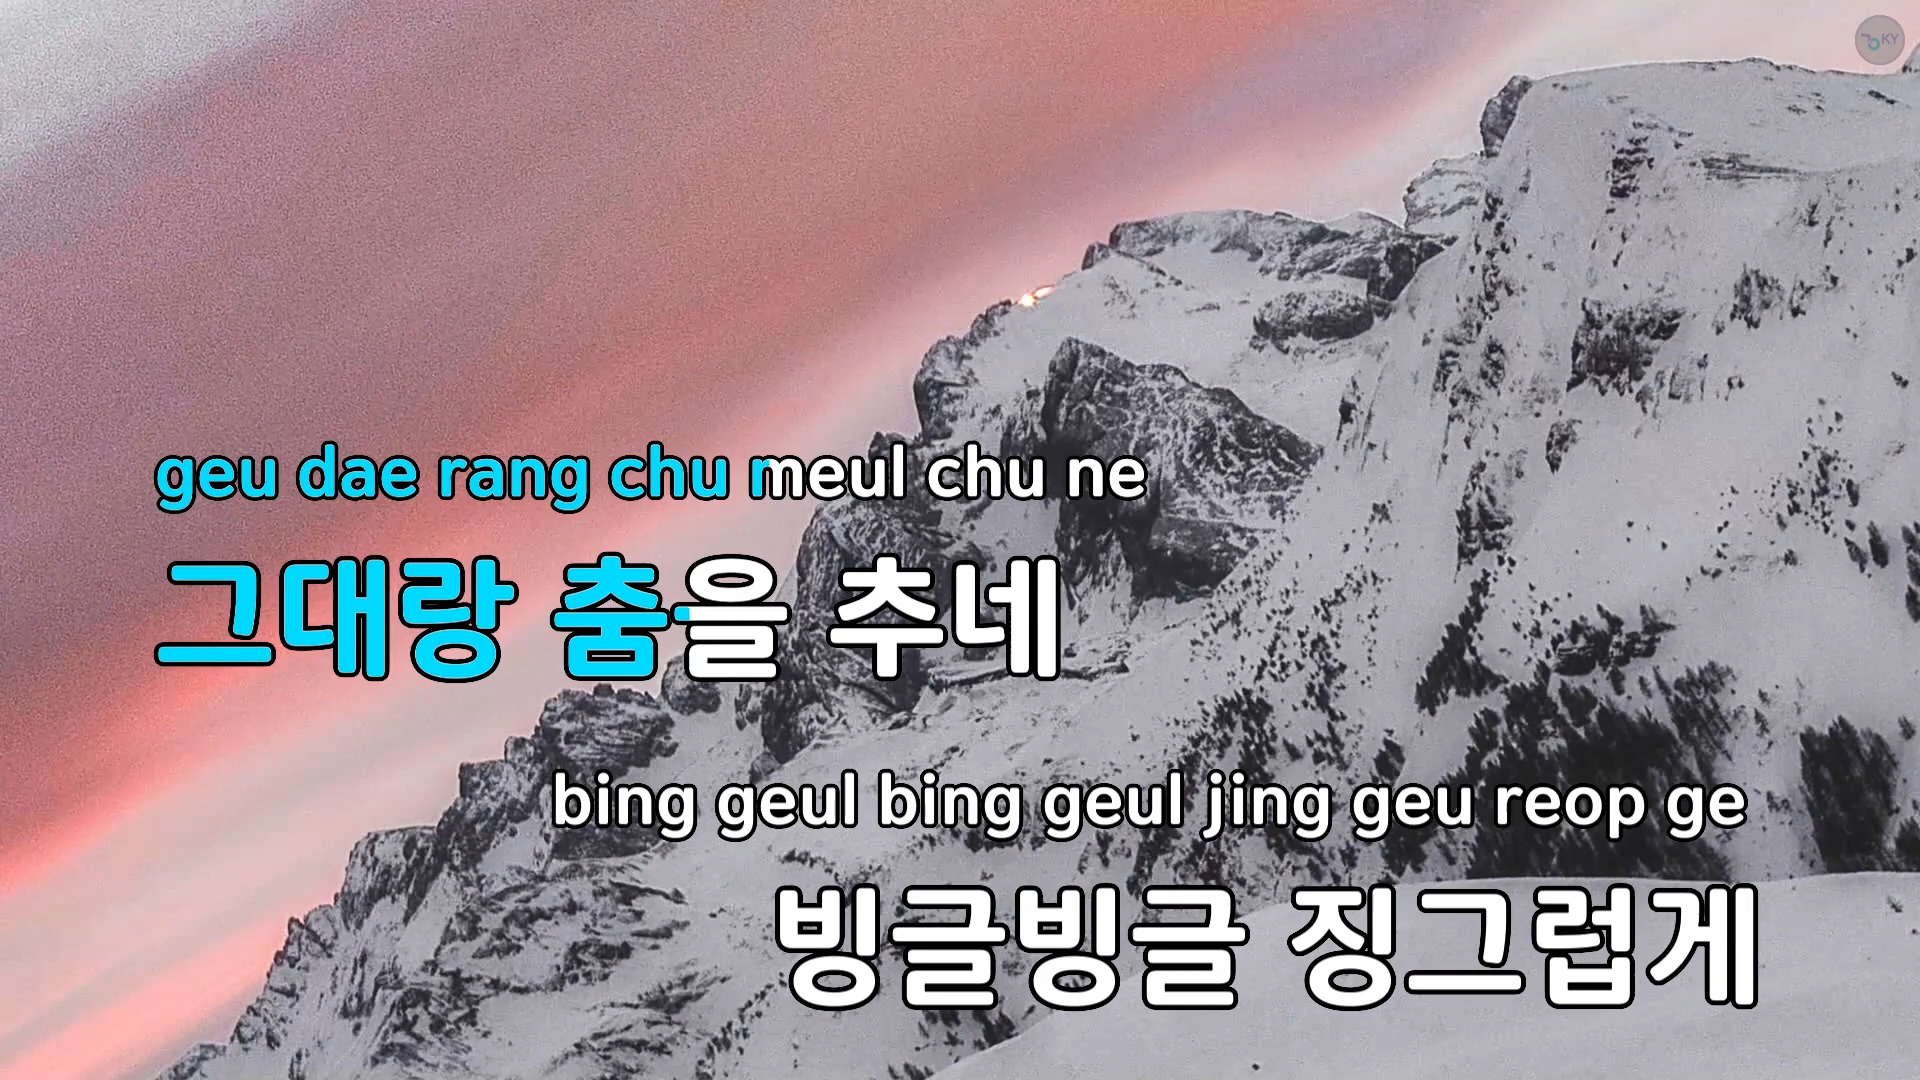 KY
geu dae rang chu meul chu ne
그대랑 춤을 추네
bing geul bing geul jing geu reop ge
빙글빙글 징그럽게